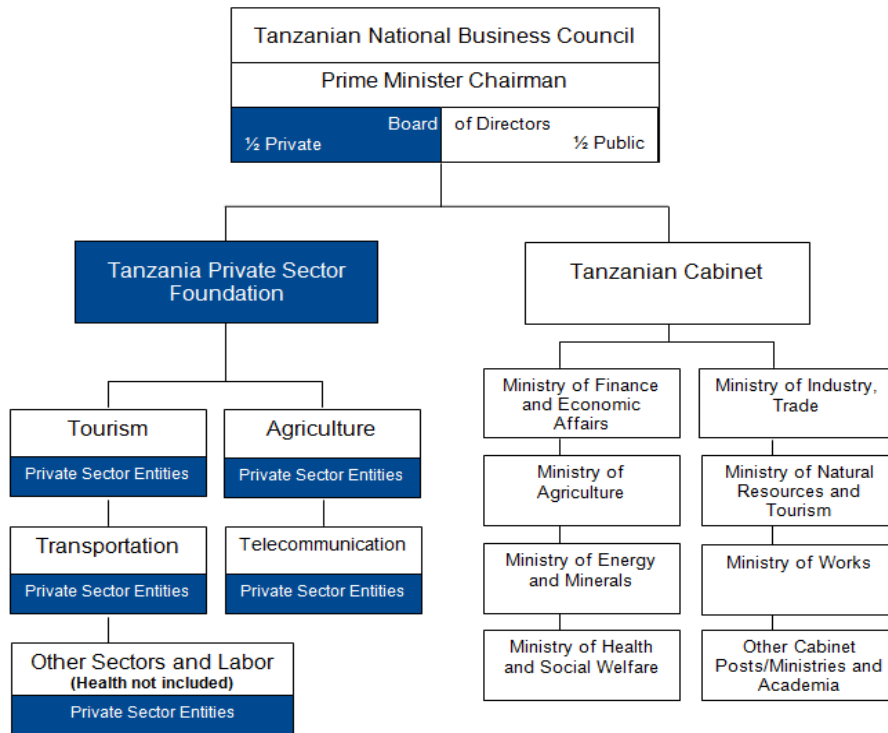 Tanzanian National Business Council
Prime Minister Chairman
Board of Directors
½ Private
½ Public
Tanzania Private Sector
Foundation
Tanzanian Cabinet
Tourism
Private Sector Entities
Agriculture
Private Sector Entities
Transportation
Private Sector Entities
Telecommunication
Private Sector Entities
Other Sectors and Labor
(Health not included)
Private Sector Entities
Ministry of Finance
and Economic
Affairs
Ministry of Industry,
Trade
Ministry of
Agriculture
Ministry of Natural
Resources and
Tourism
Ministry of Energy
and Minerals
Ministry of Works
Ministry of Health
and Social Welfare
Other Cabinet
Posts/Ministries and
Academia